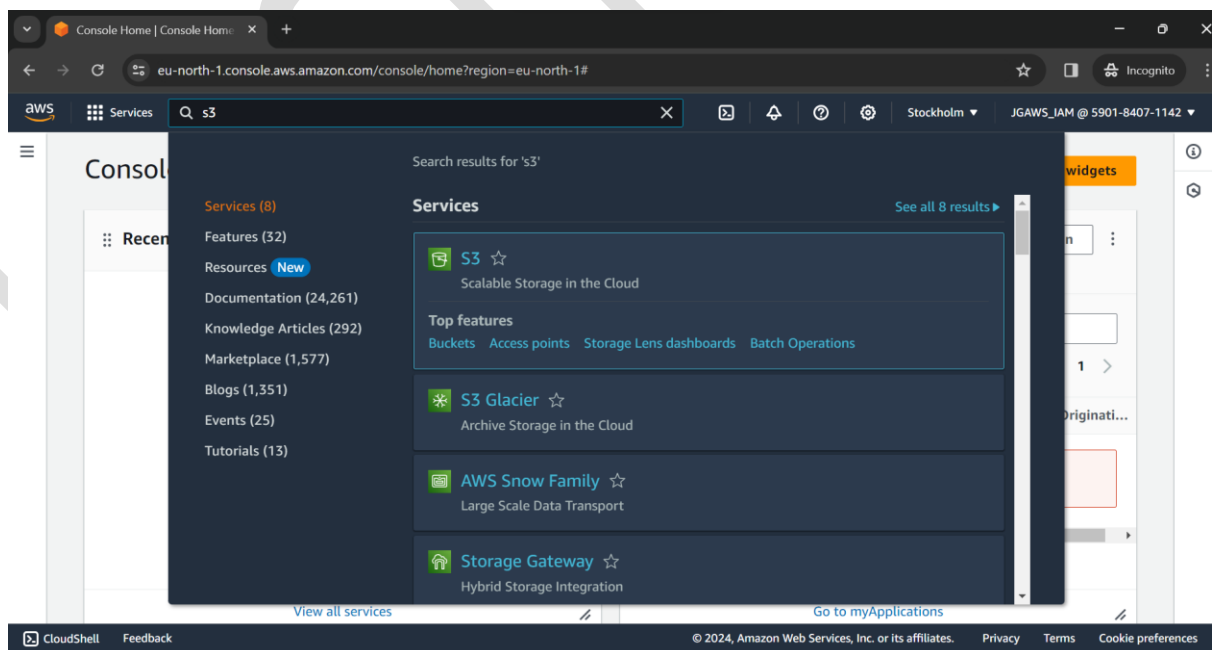 Console Home | Console Home
eu-north-1.console.aws.amazon.com/console/home?region=eu-north-1#
Incognito
aws
Services
s3
Stockholm
JGAWS_IAM @ 5901-8407-1142
Consol
widgets
Search results for 's3'
Services (8)
Features (32)
Resources New
Documentation (24,261)
Knowledge Articles (292)
Marketplace (1,577)
Blogs (1,351)
Events (25)
Tutorials (13)
Services
See all 8 results
S3
Scalable Storage in the Cloud
Top features
Buckets Access points Storage Lens dashboards Batch Operations
S3 Glacier
Archive Storage in the Cloud
AWS Snow Family
Large Scale Data Transport
Storage Gateway
Hybrid Storage Integration
Recen
n
1
Originati...
View all services
Go to myApplications
CloudShell Feedback
© 2024, Amazon Web Services, Inc. or its affiliates. Privacy Terms Cookie preferences